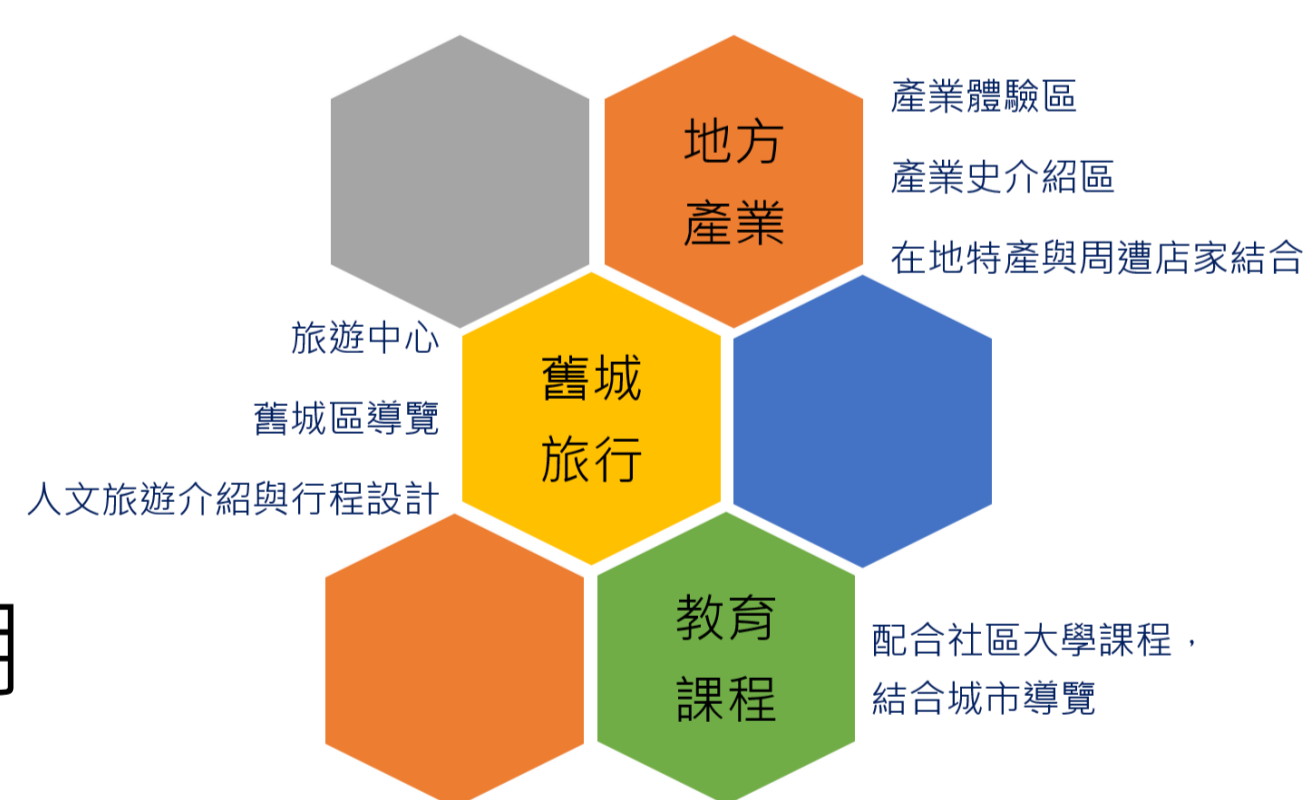 地方
產業
產業體驗區
產業史介紹區
在地特產與周遭店家結合
舊城
旅行
旅遊中心
舊城區導覽
人文旅遊介紹與行程設計
教育
課程
配合社區大學課程，
結合城市導覽